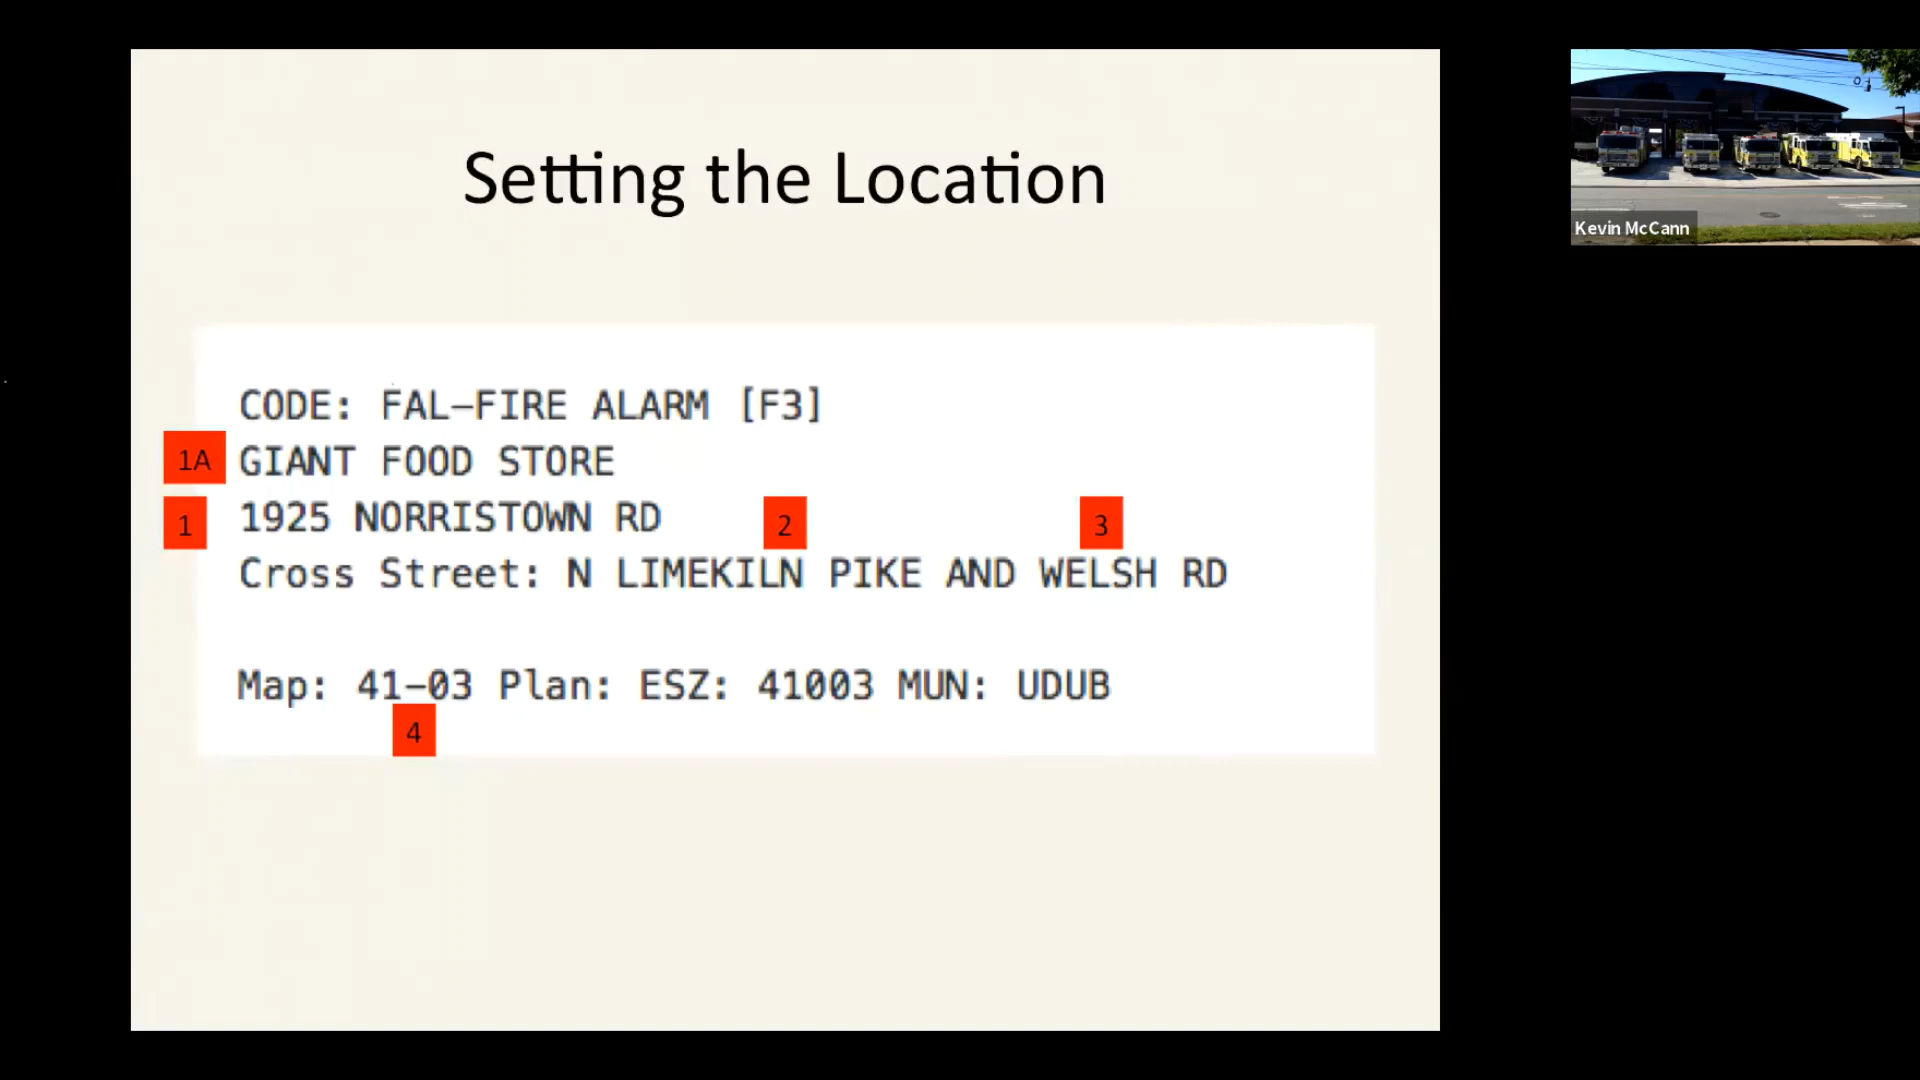 Setting the Location
CODE: FAL-FIRE ALARM [F3]
1A GIANT FOOD STORE
1 1925 NORRISTOWN RD 2 3
Cross Street: N LIMEKILN PIKE AND WELSH RD
Map: 41-03 Plan: ESZ: 41003 MUN: UDUB
4
Kevin McCann